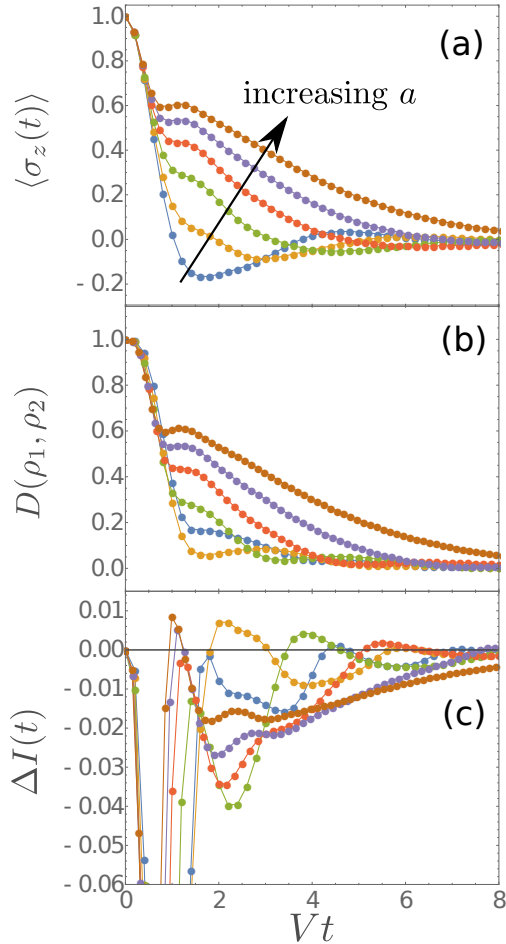 1.0
0.8
0.6
0.4
0.2
0.0
- 0.2
⟨σz(t)⟩
(a)
increasing a
1.0
0.8
0.6
0.4
0.2
0.0
D(ρ1, ρ2)
(b)
0.01
0.00
- 0.01
- 0.02
- 0.03
- 0.04
- 0.05
- 0.06
ΔI(t)
(c)
0 2 4 6 8
Vt